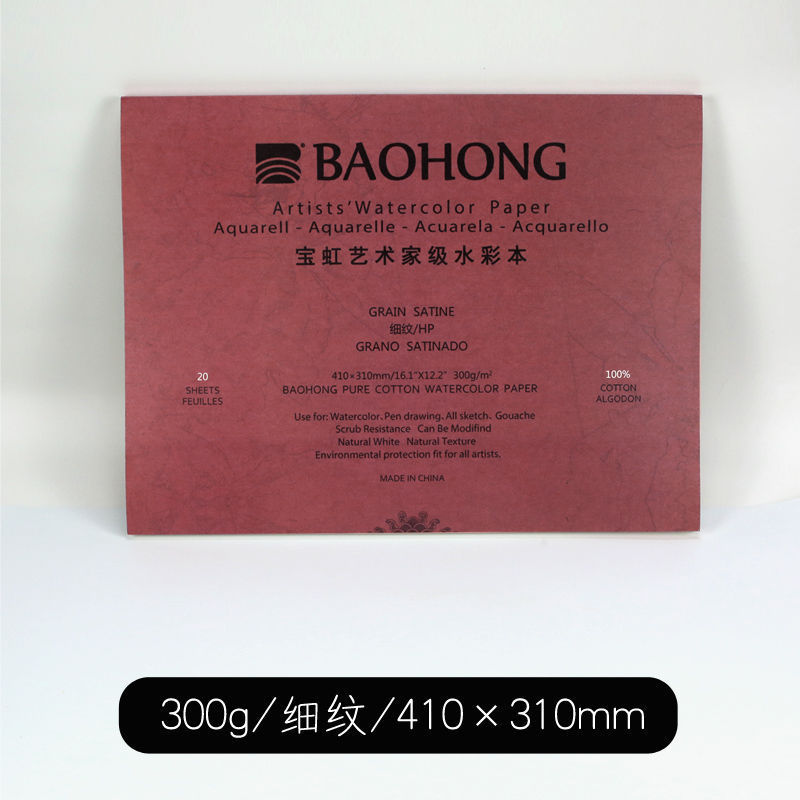 BAOHONG
Artists' Watercolor Paper
Aquarell - Aquarelle - Acuarela - Acquarello
宝虹艺术家级水彩本
GRAIN SATINE
细纹/HP
GRANO SATINADO
410×310mm/16.1"X12.2" 300g/m²
BAOHONG PURE COTTON WATERCOLOR PAPER
20
SHEETS
FEUILLES
100%
COTTON
ALGODON
Use for: Watercolor、Pen drawing、All sketch、Gouache
Scrub Resistance Can Be Modifind
Natural White Natural Texture
Environmental protection fit for all artists.
MADE IN CHINA
300g/细纹/410×310mm